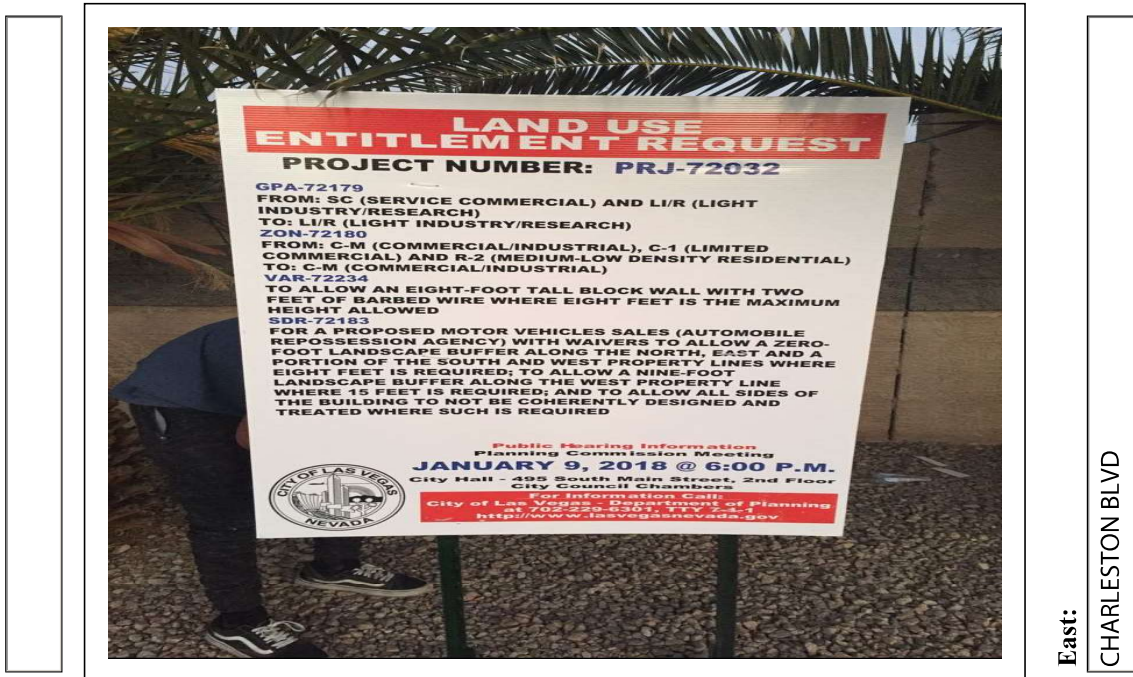 LAND USE
ENTITLEMENT REQUEST
PROJECT NUMBER: PRJ-72032
GPA-72179
FROM: SC (SERVICE COMMERCIAL) AND LI/R (LIGHT
INDUSTRY/RESEARCH)
TO: LI/R (LIGHT INDUSTRY/RESEARCH)
ZON-72180
FROM: C-M (COMMERCIAL/INDUSTRIAL), C-1 (LIMITED
COMMERCIAL) AND R-2 (MEDIUM-LOW DENSITY RESIDENTIAL)
TO: C-M (COMMERCIAL/INDUSTRIAL)
VAR-72234
TO ALLOW AN EIGHT-FOOT TALL BLOCK WALL WITH TWO
FEET OF BARBED WIRE WHERE EIGHT FEET IS THE MAXIMUM
HEIGHT ALLOWED
SDR-72183
FOR A PROPOSED MOTOR VEHICLES SALES (AUTOMOBILE
REPOSSESSION AGENCY) WITH WAIVERS TO ALLOW A ZERO-
FOOT LANDSCAPE BUFFER ALONG THE NORTH, EAST AND A
PORTION OF THE SOUTH AND WEST PROPERTY LINES WHERE
EIGHT FEET IS REQUIRED; TO ALLOW A NINE-FOOT
LANDSCAPE BUFFER ALONG THE WEST PROPERTY LINE
WHERE 15 FEET IS REQUIRED; AND TO ALLOW ALL SIDES OF
THE BUILDING TO NOT BE COHERENTLY DESIGNED AND
TREATED WHERE SUCH IS REQUIRED
Public Hearing Information
Planning Commission Meeting
JANUARY 9, 2018 @ 6:00 P.M.
City Hall - 495 South Main Street, 2nd Floor
City Council Chambers
For Information Call:
City of Las Vegas - Department of Planning
at 702-229-6301, TTY 7-1-1
http://www.lasvegasnevada.gov
CITY OF LAS VEGAS
NEVADA
East:
CHARLESTON BLVD